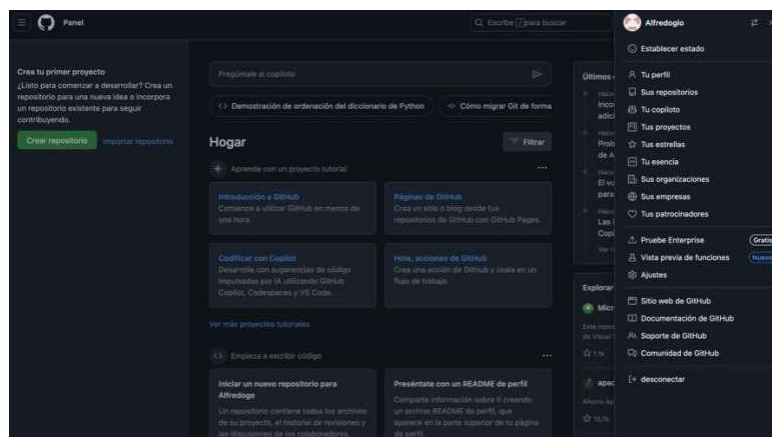 Panel
Escribe / para buscar
Crea tu primer proyecto
¿Listo para comenzar a desarrollar? Crea un
repositorio para una nueva idea o incorpora
un repositorio existente para seguir
contribuyendo.
Crear repositorio
Importar repositorio
Pregúntale al copiloto
Demostración de ordenación del diccionario de Python
Cómo migrar Git de forma
Hogar
Filtrar
Aprende con un proyecto tutorial
Introducción a GitHub
Comience a utilizar GitHub en menos de
una hora.
Páginas de GitHub
Crea un sitio o blog desde tus
repositorios de GitHub con GitHub Pages.
Codificar con Copilot
Desarrolle con sugerencias de código
impulsadas por IA utilizando GitHub
Copilot, Codespaces y VS Code.
Hola, acciones de GitHub
Crea una acción de GitHub y úsala en un
flujo de trabajo.
Ver más proyectos tutoriales
Empieza a escribir código
Iniciar un nuevo repositorio para
Alfredoge
Un repositorio contiene todos los archivos
de su proyecto, el historial de revisiones y
las discusiones de los colaboradores.
Preséntate con un README de perfil
Comparta información sobre ti creando
un archivo README de perfil, que
aparece en la parte superior de tu página
de perfil.
Últimos
Explorar
Alfredogio
Establecer estado
Tu perfil
Sus repositorios
Tu copiloto
Tus proyectos
Tus estrellas
Tu esencia
Sus organizaciones
Sus empresas
Tus patrocinadores
Pruebe Enterprise
Gratis
Vista previa de funciones
Nuevo
Ajustes
Sitio web de GitHub
Documentación de GitHub
Soporte de GitHub
Comunidad de GitHub
desconectar